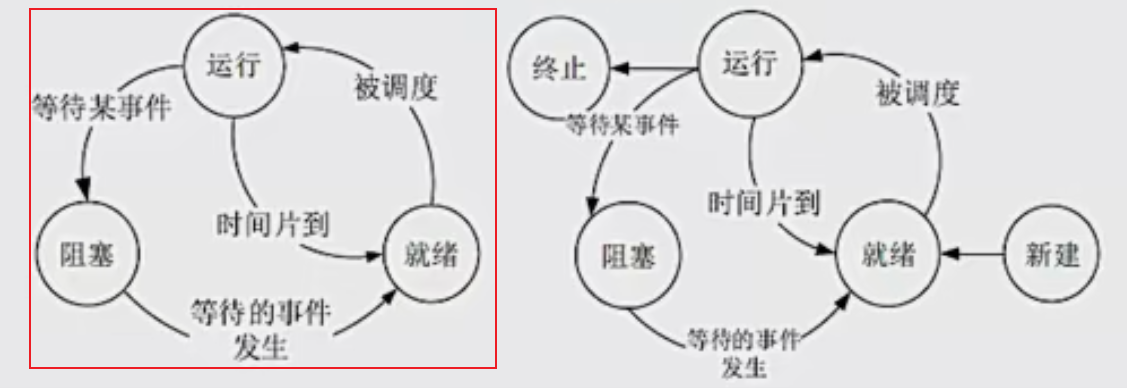 运行
被调度
等待某事件
时间片到
阻塞
就绪
等待的事件
发生
终止
运行
被调度
等待某事件
时间片到
阻塞
就绪
新建
等待的事件
发生